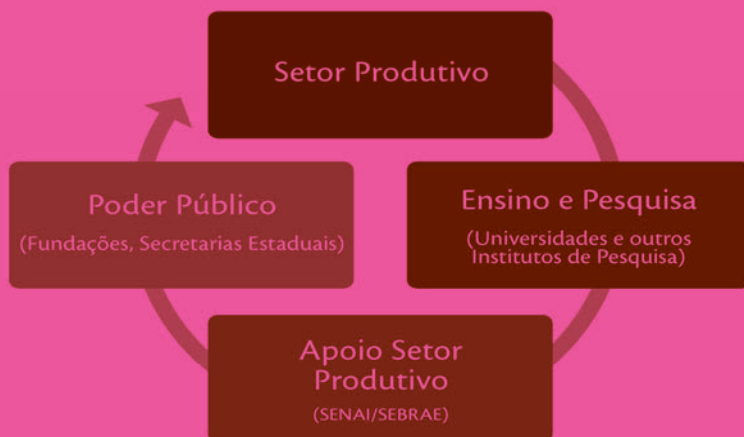 Setor Produtivo
Poder Público
(Fundações, Secretarias Estaduais)
Ensino e Pesquisa
(Universidades e outros
Institutos de Pesquisa)
Apoio Setor
Produtivo
(SENAI/SEBRAE)